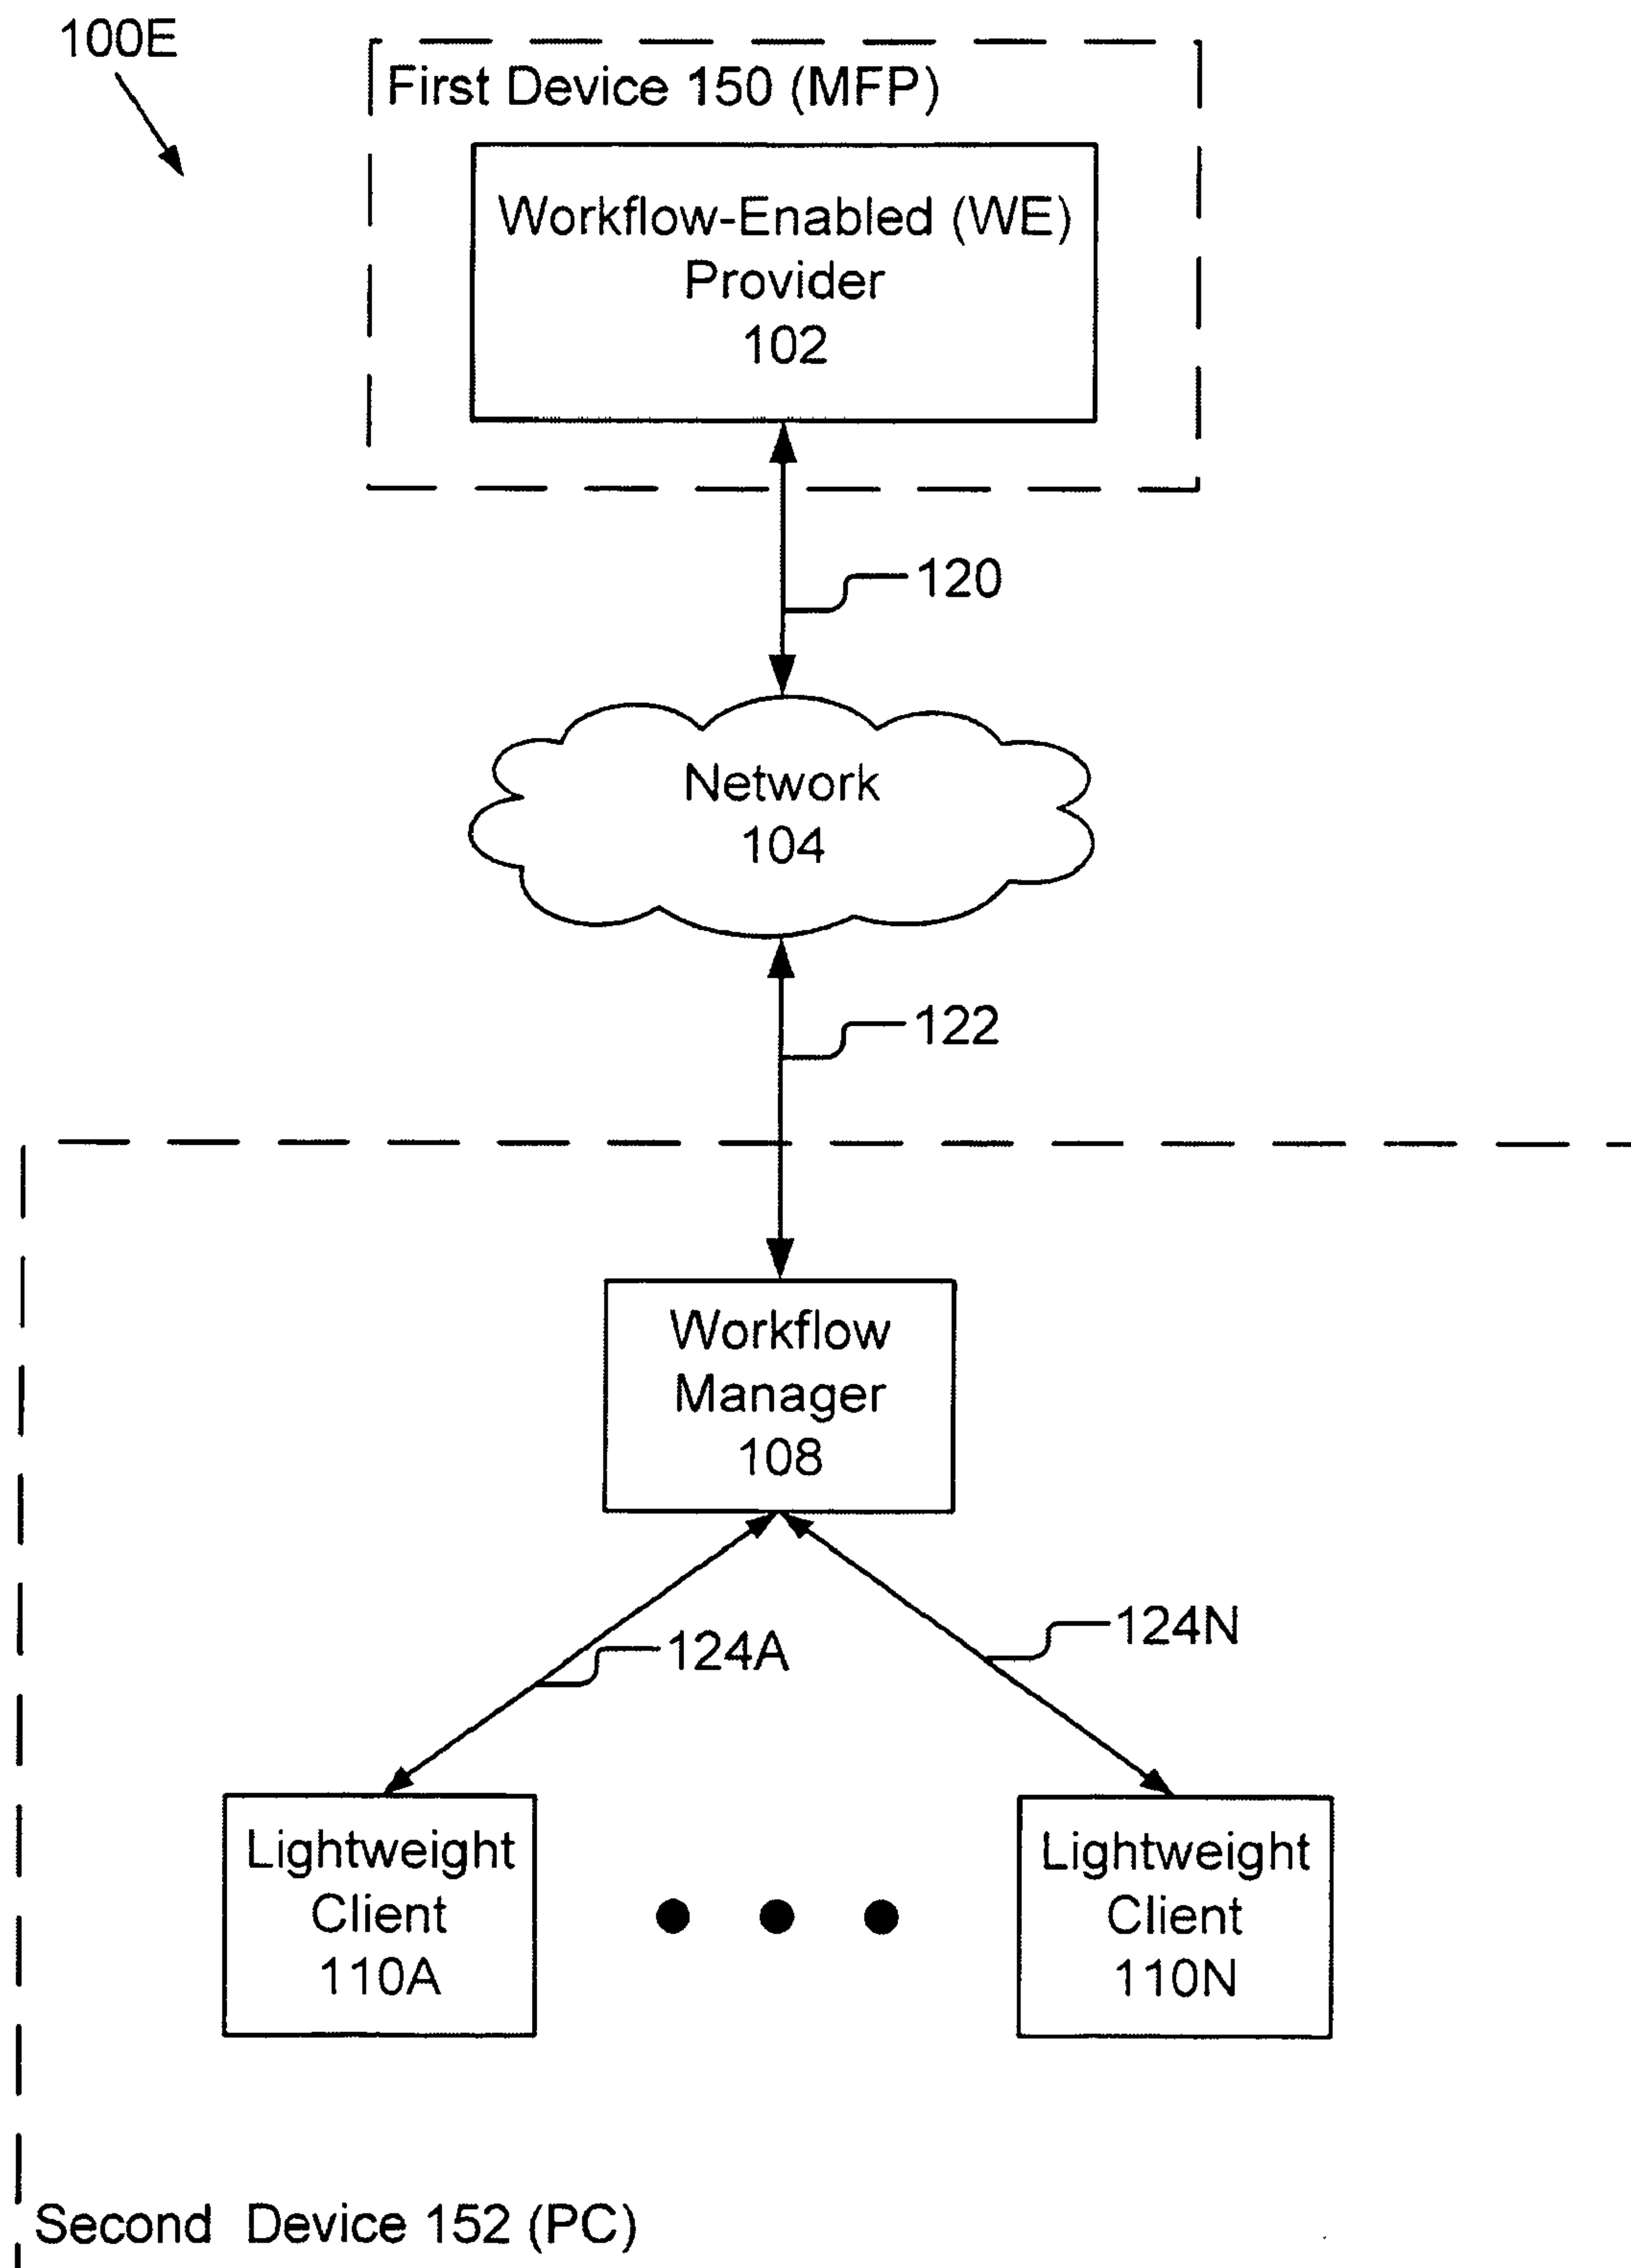 100E
First Device 150 (MFP)
Workflow-Enabled (WE)
Provider
102
120
Network
104
122
Workflow
Manager
108
124A
124N
Lightweight
Client
110A
Lightweight
Client
110N
Second Device 152 (PC)